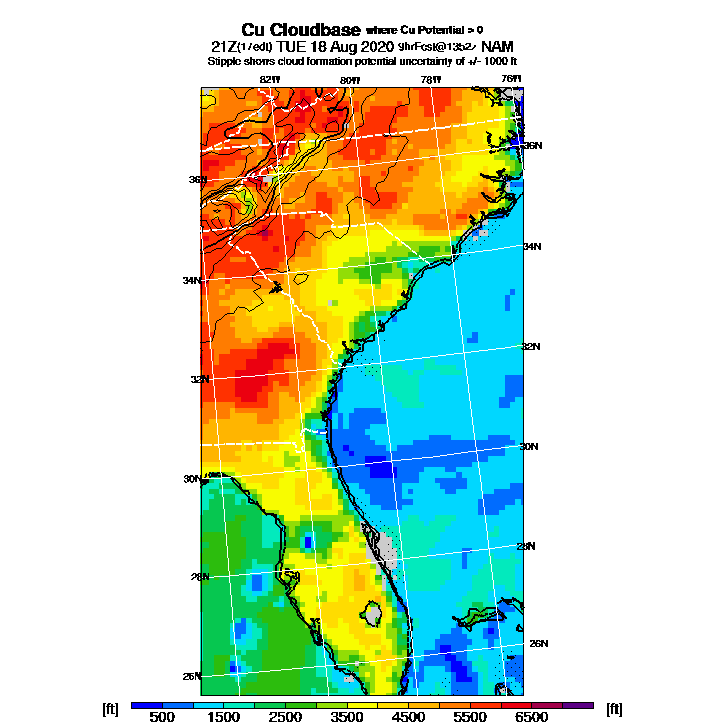 Cu Cloudbase where Cu Potential > 0
21Z(17edt) TUE 18 Aug 2020 9hrFcst@1352z NAM
Stipple shows cloud formation potential uncertainty of +/- 1000 ft
82W 80W 78W 76W
36N
36N
34N
34N
32N
32N
30N
30N
28N
28N
26N
26N
[ft] 500 1500 2500 3500 4500 5500 6500 [ft]